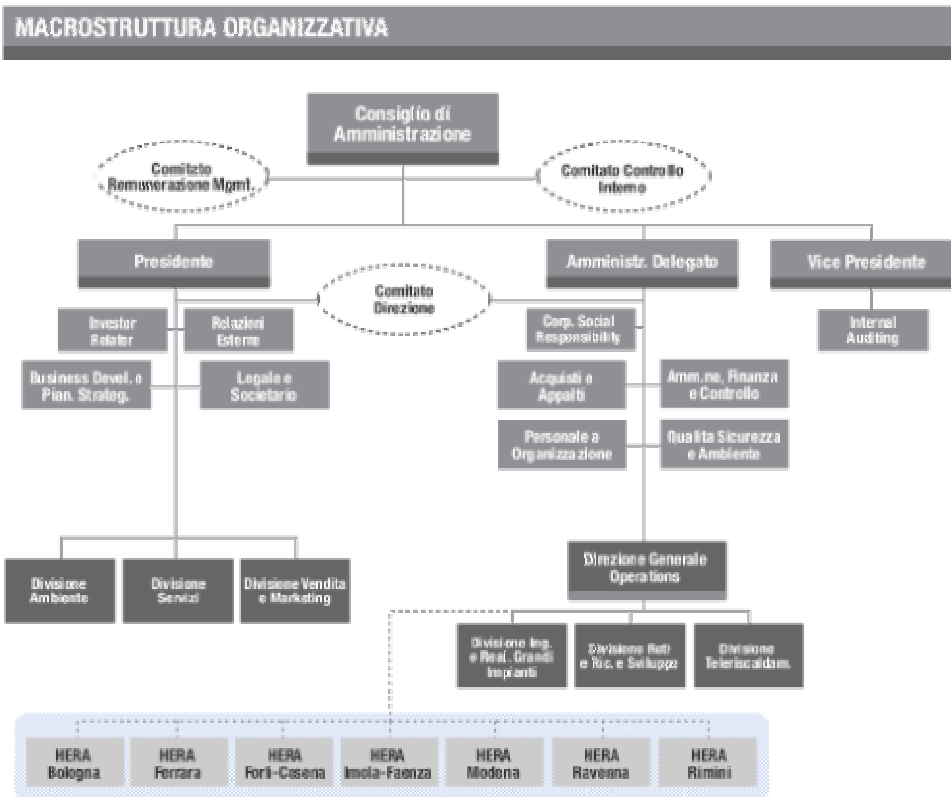 MACROSTRUTTURA ORGANIZZATIVA
Consiglio di
Amministrazione
Comitato
Remunerazione Mgmt.
Comitato Controllo
Interno
Presidente
Amministr. Delegato
Vice Presidente
Comitato
Direzione
Investor
Relator
Relazioni
Esterne
Corp. Social
Responsibility
Internal
Auditing
Business Devel. e
Pian. Strateg.
Legale e
Societario
Acquisti e
Appalti
Amm.ne, Finanza
e Controllo
Personale e
Organizzazione
Qualità Sicurezza
e Ambiente
Direzione Generale
Operations
Divisione
Ambiente
Divisione
Servizi
Divisione Vendita
e Marketing
Divisione Ing.
e Real. Grandi
Impianti
Divisione Reti
e Ric. e Sviluppo
Divisione
Teleriscaldam.
HERA
Bologna
HERA
Ferrara
HERA
Forlì-Cesena
HERA
Imola-Faenza
HERA
Modena
HERA
Ravenna
HERA
Rimini